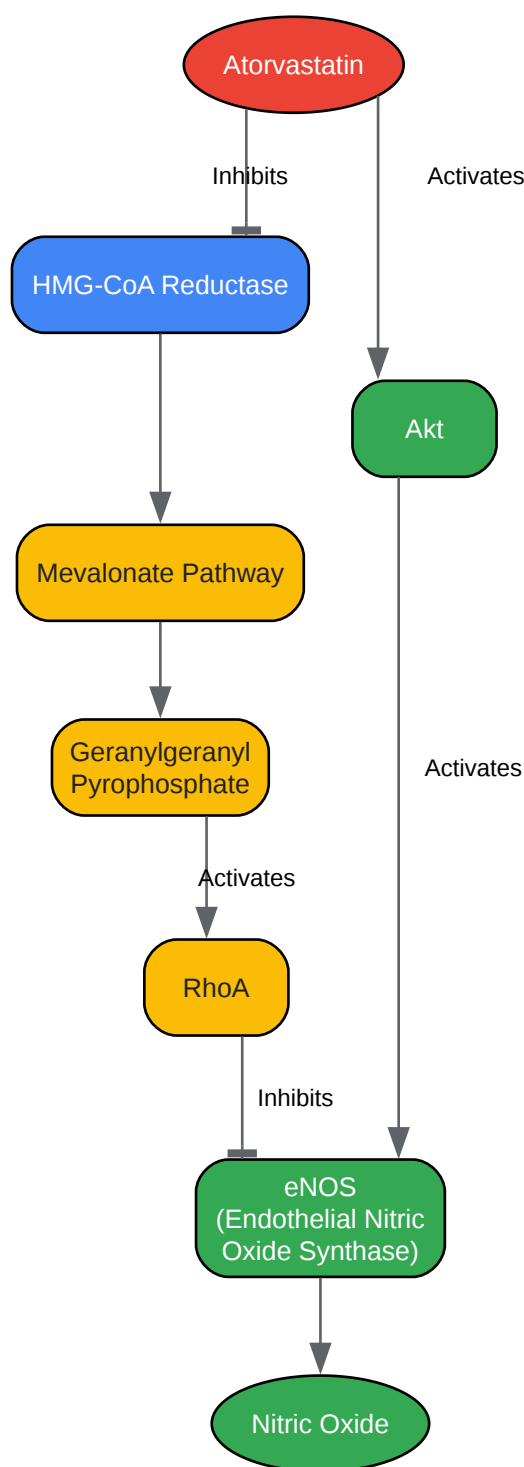 Atorvastatin
Inhibits
Activates
HMG-CoA Reductase
Akt
Mevalonate Pathway
Geranylgeranyl
Pyrophosphate
Activates
Activates
RhoA
Inhibits
eNOS
(Endothelial Nitric
Oxide Synthase)
Nitric Oxide